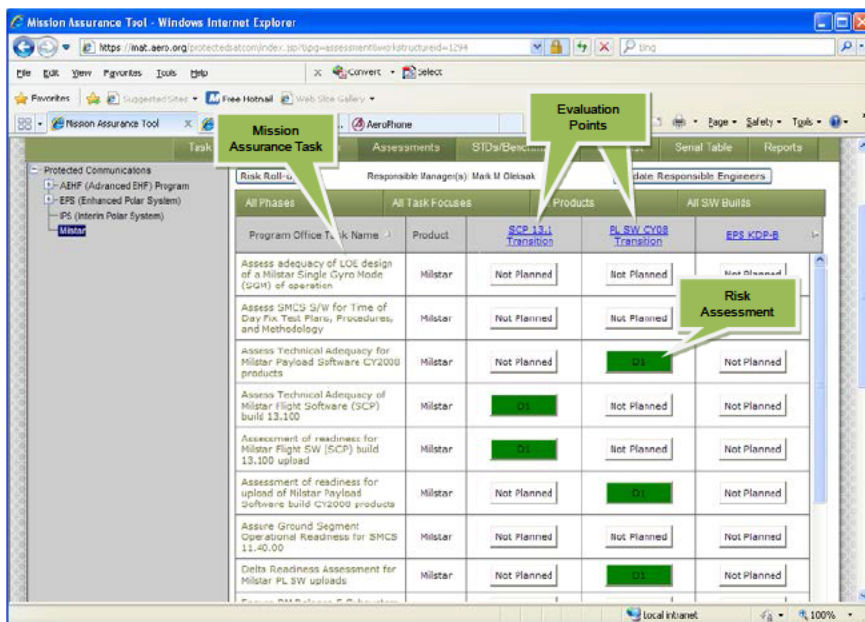 Mission Assurance Tool - Windows Internet Explorer
https://mat.aero.org/protectedsatcom/index.jsp?bpg=assessment&workstructureid=1294
File Edit View Favorites Tools Help
Convert Select
Favorites Suggested Sites Free Hotmail Web Slice Gallery
Mission Assurance Tool AeroPhone Page Safety Tools
Mission Assurance Task
Evaluation Points
Risk Assessment
Task Assessments Serial Table Reports
Protected Communications
AEHF (Advanced EHF) Program
EPS (Enhanced Polar System)
IPS (Interim Polar System)
Milstar
Responsible Manager(s): Mark M Responsible Engineers
All Phases All Task Focuses Products All SW Builds
Program Office Task Name Product SCP 13.1 Transition PL SW CY08 Transition EPS KDP-B
Assess adequacy of LOE design of a Milstar Single Gyro Mode (SGM) of operation Milstar Not Planned Not Planned Not Planned
Assess SMCS S/W for Time of Day Fix Test Plans, Procedures, and Methodology Milstar Not Planned Not Planned
Assess Technical Adequacy for Milstar Payload Software CY2008 products Milstar Not Planned D1 Not Planned
Assess Technical Adequacy of Milstar Flight Software (SCP) build 13.100 Milstar D1 Not Planned Not Planned
Assessment of readiness for Milstar Flight SW (SCP) build 13.100 upload Milstar D1 Not Planned Not Planned
Assessment of readiness for upload of Milstar Payload Software build CY2008 products Milstar Not Planned D1 Not Planned
Assure Ground Segment Operational Readiness for SMCS 11.40.00 Milstar Not Planned Not Planned Not Planned
Delta Readiness Assessment for Milstar PL SW uploads Milstar Not Planned D1 Not Planned
Local intranet 100%